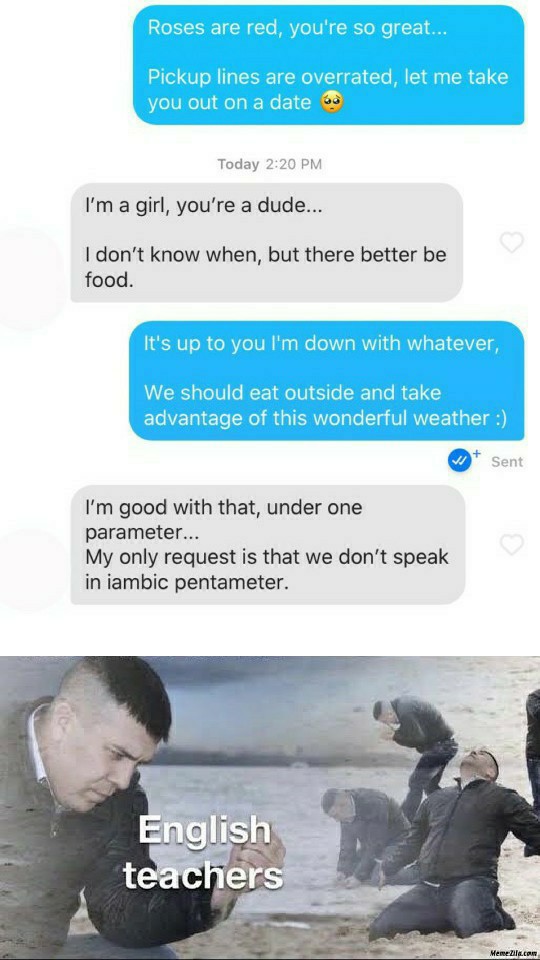 Roses are red, you're so great...
Pickup lines are overrated, let me take
you out on a date 🥺
Today 2:20 PM
I’m a girl, you’re a dude...
I don’t know when, but there better be
food.
It's up to you I'm down with whatever,
We should eat outside and take
advantage of this wonderful weather :)
Sent
I’m good with that, under one
parameter...
My only request is that we don’t speak
in iambic pentameter.
English
teachers
MemeZila.com